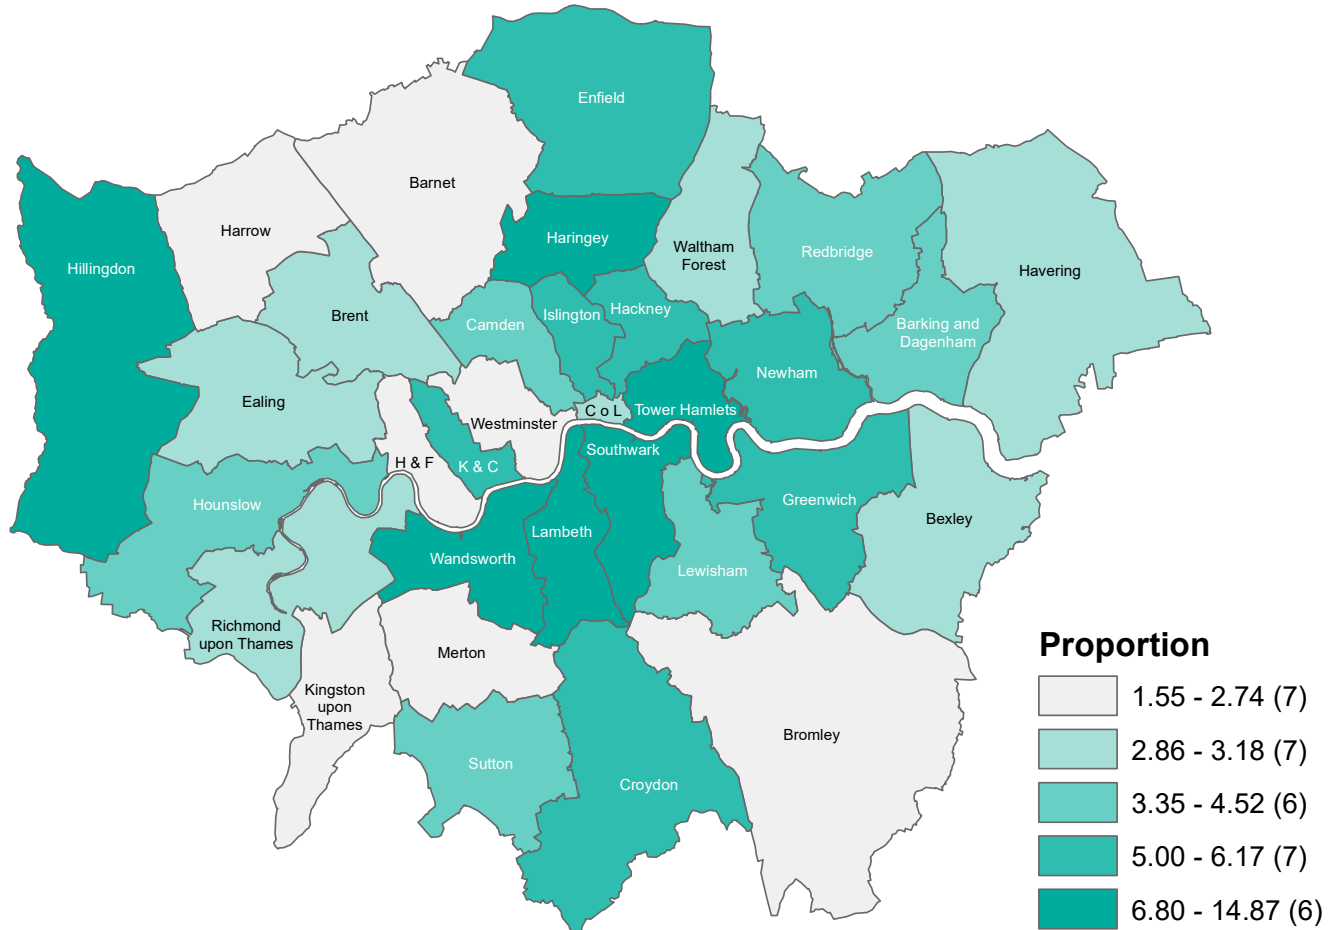 Enfield
Barnet
Harrow
Haringey
Waltham
Forest
Redbridge
Havering
Hillingdon
Brent
Camden
Islington
Hackney
Barking and
Dagenham
Newham
Ealing
Westminster
C o L
Tower Hamlets
Southwark
H & F
K & C
Hounslow
Greenwich
Bexley
Lambeth
Wandsworth
Lewisham
Richmond
upon Thames
Merton
Kingston
upon
Thames
Bromley
Sutton
Croydon
Proportion
1.55 - 2.74 (7)
2.86 - 3.18 (7)
3.35 - 4.52 (6)
5.00 - 6.17 (7)
6.80 - 14.87 (6)